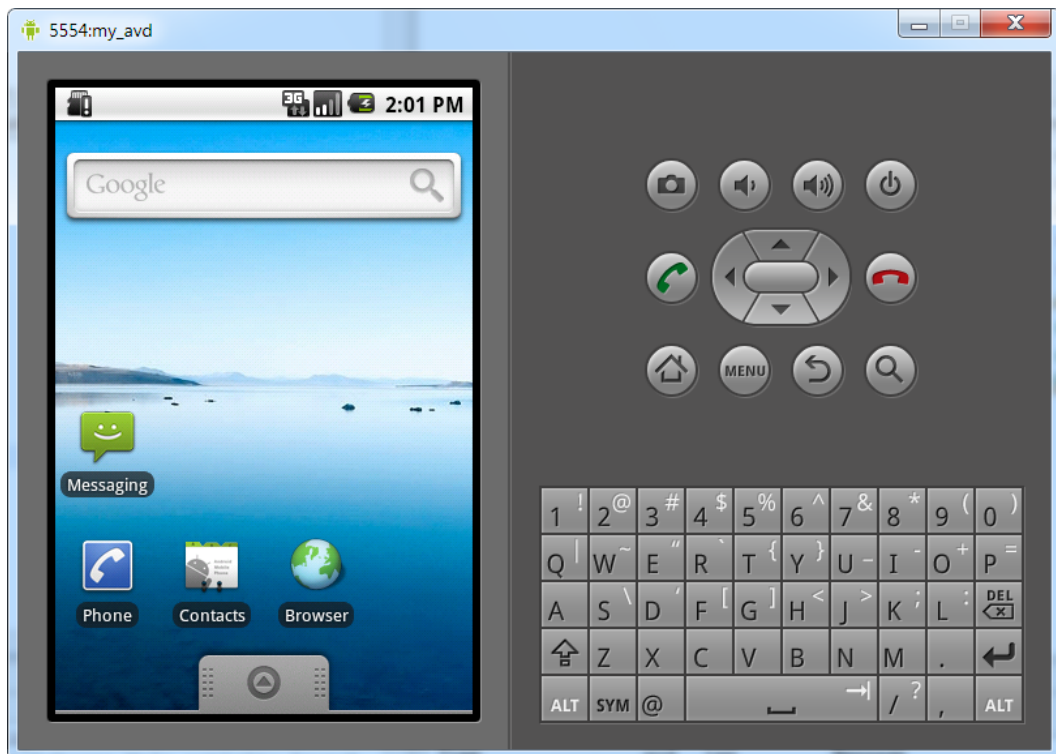 5554:my_avd
3G 2:01 PM
Google
Messaging
Phone
Contacts
Browser
MENU
1 ! 2 @ 3 # 4 $ 5 % 6 ^ 7 & 8 * 9 ( 0 )
Q | W ~ E " R ` T { Y } U _ I - O + P =
A S \ D ' F [ G ] H < J > K ; L : DEL
Z X C V B N M .
ALT SYM @ / ? , ALT